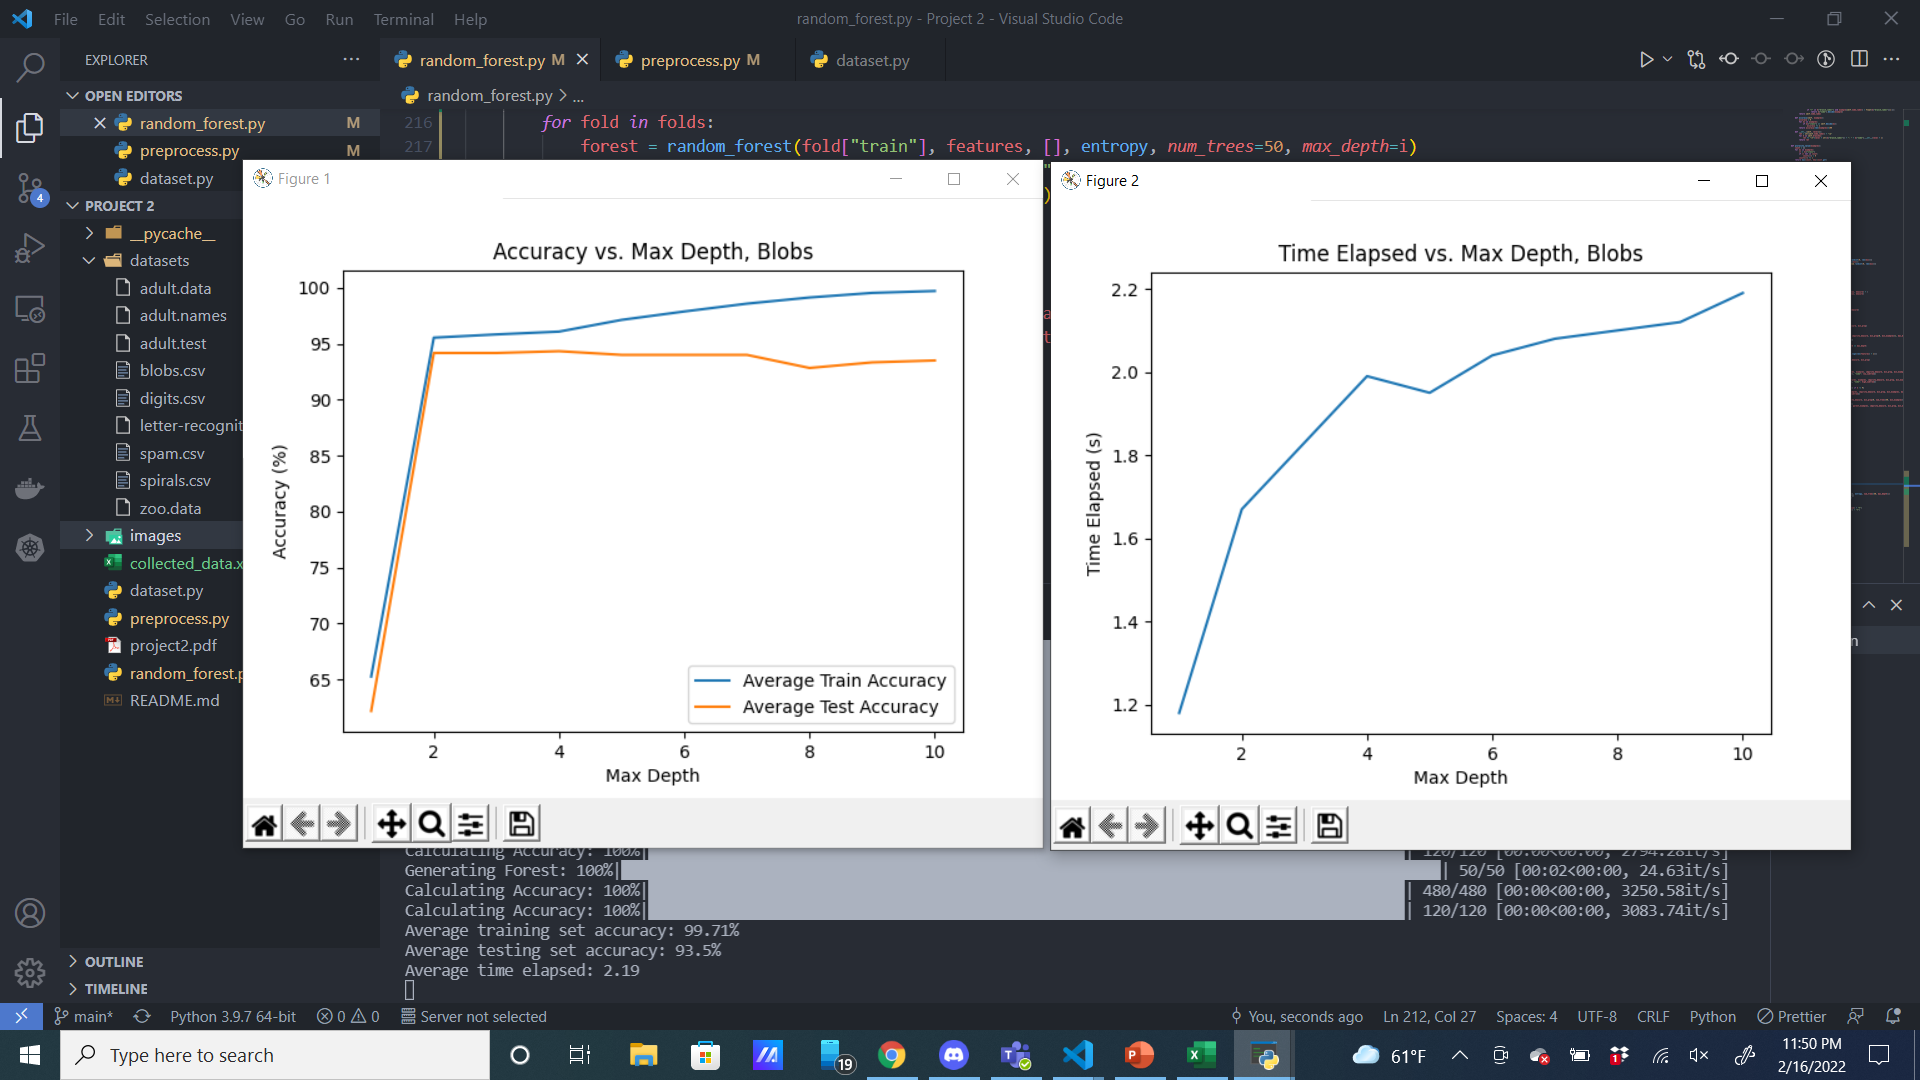 File Edit Selection View Go Run Terminal Help
random_forest.py - Project 2 - Visual Studio Code
EXPLORER
random_forest.py M
preprocess.py M
dataset.py
OPEN EDITORS
random_forest.py M
preprocess.py M
dataset.py
PROJECT 2
__pycache__
datasets
adult.data
adult.names
adult.test
blobs.csv
digits.csv
letter-recognit
spam.csv
spirals.csv
zoo.data
images
collected_data.x
dataset.py
preprocess.py
project2.pdf
random_forest.p
README.md
OUTLINE
TIMELINE
4
random_forest.py > ...
216 for fold in folds:
217 forest = random_forest(fold["train"], features, [], entropy, num_trees=50, max_depth=i)
Figure 1
Accuracy vs. Max Depth, Blobs
100
95
90
85
80
75
70
65
Accuracy (%)
Average Train Accuracy
Average Test Accuracy
2 4 6 8 10
Max Depth
Figure 2
Time Elapsed vs. Max Depth, Blobs
2.2
2.0
1.8
1.6
1.4
1.2
Time Elapsed (s)
2 4 6 8 10
Max Depth
Calculating Accuracy: 100%| | 120/120 [00:00<00:00, 2794.28it/s]
Generating Forest: 100%| | 50/50 [00:02<00:00, 24.63it/s]
Calculating Accuracy: 100%| | 480/480 [00:00<00:00, 3250.58it/s]
Calculating Accuracy: 100%| | 120/120 [00:00<00:00, 3083.74it/s]
Average training set accuracy: 99.71%
Average testing set accuracy: 93.5%
Average time elapsed: 2.19
main* Python 3.9.7 64-bit 0 0 Server not selected
You, seconds ago Ln 212, Col 27 Spaces: 4 UTF-8 CRLF Python Prettier
Type here to search
19
61°F
1
11:50 PM
2/16/2022